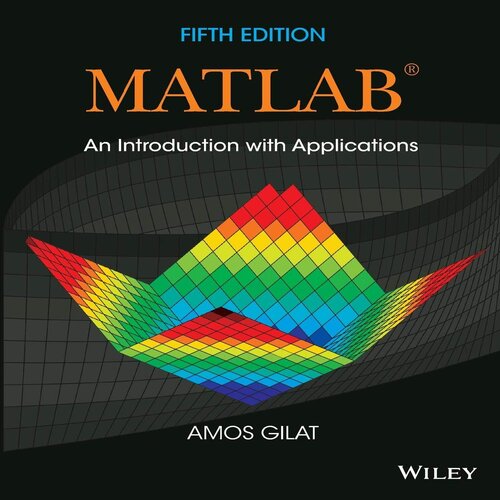 FIFTH EDITION
MATLAB®
An Introduction with Applications
AMOS GILAT
WILEY